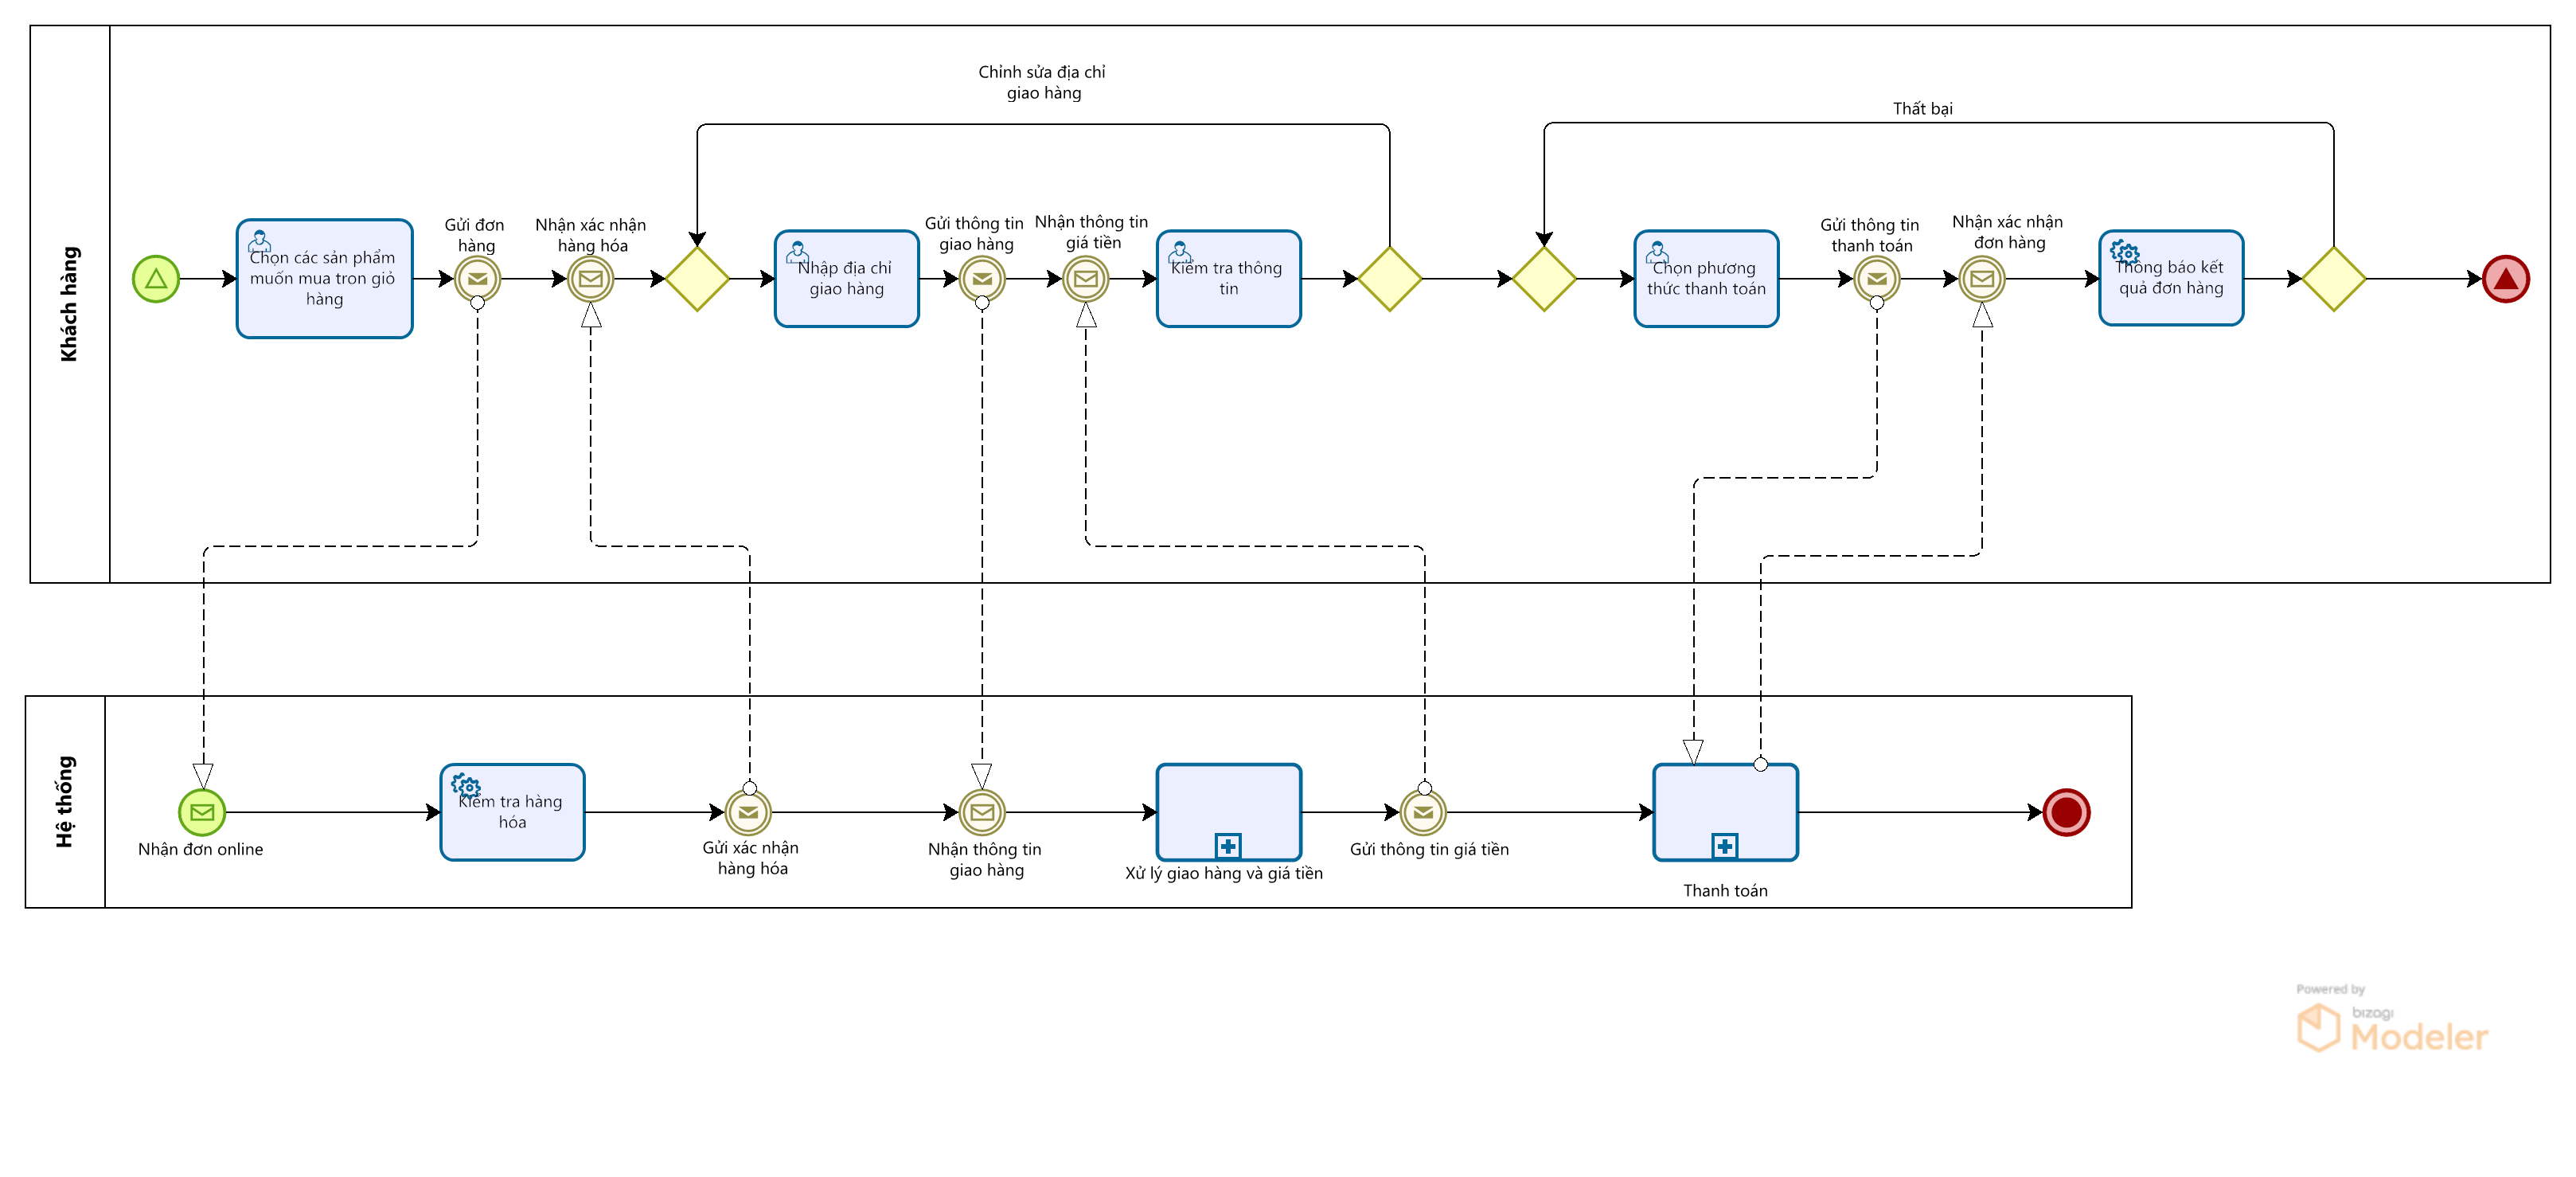 Chỉnh sửa địa chỉ
giao hàng
Thất bại
Khách hàng
Chọn các sản phẩm
muốn mua tron giỏ
hàng
Gửi đơn
hàng
Nhận xác nhận
hàng hóa
Nhập địa chỉ
giao hàng
Gửi thông tin
giao hàng
Nhận thông tin
giá tiền
Kiểm tra thông
tin
Chọn phương
thức thanh toán
Gửi thông tin
thanh toán
Nhận xác nhận
đơn hàng
Thông báo kết
quả đơn hàng
Hệ thống
Nhận đơn online
Kiểm tra hàng
hóa
Gửi xác nhận
hàng hóa
Nhận thông tin
giao hàng
Xử lý giao hàng và giá tiền
Gửi thông tin giá tiền
Thanh toán
Powered by
bizagi
Modeler